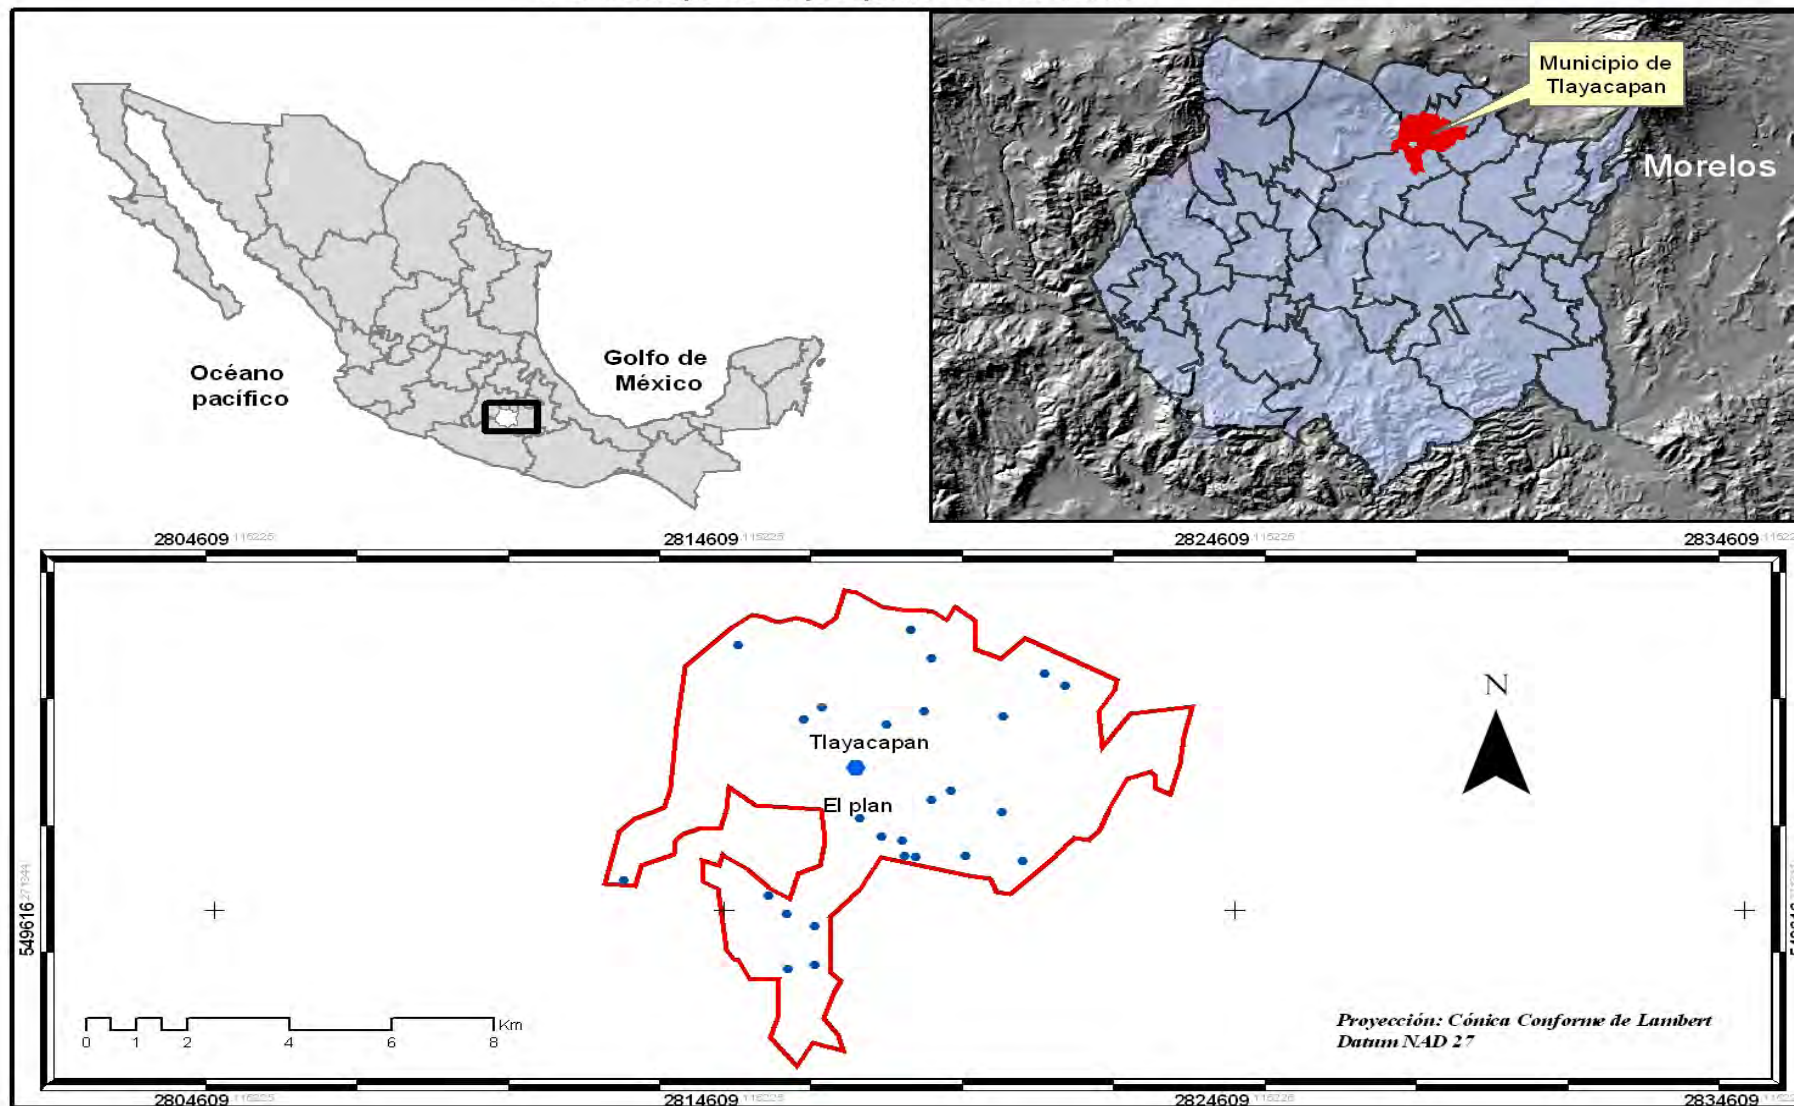 Océano
pacífico
Golfo de
México
Municipio de
Tlayacapan
Morelos
2804609 2814609 2824609 2834609
Tlayacapan
El plan
N
549616
Km
0 1 2 4 6 8
Proyección: Cónica Conforme de Lambert
Datum NAD 27
2804609 2814609 2824609 2834609